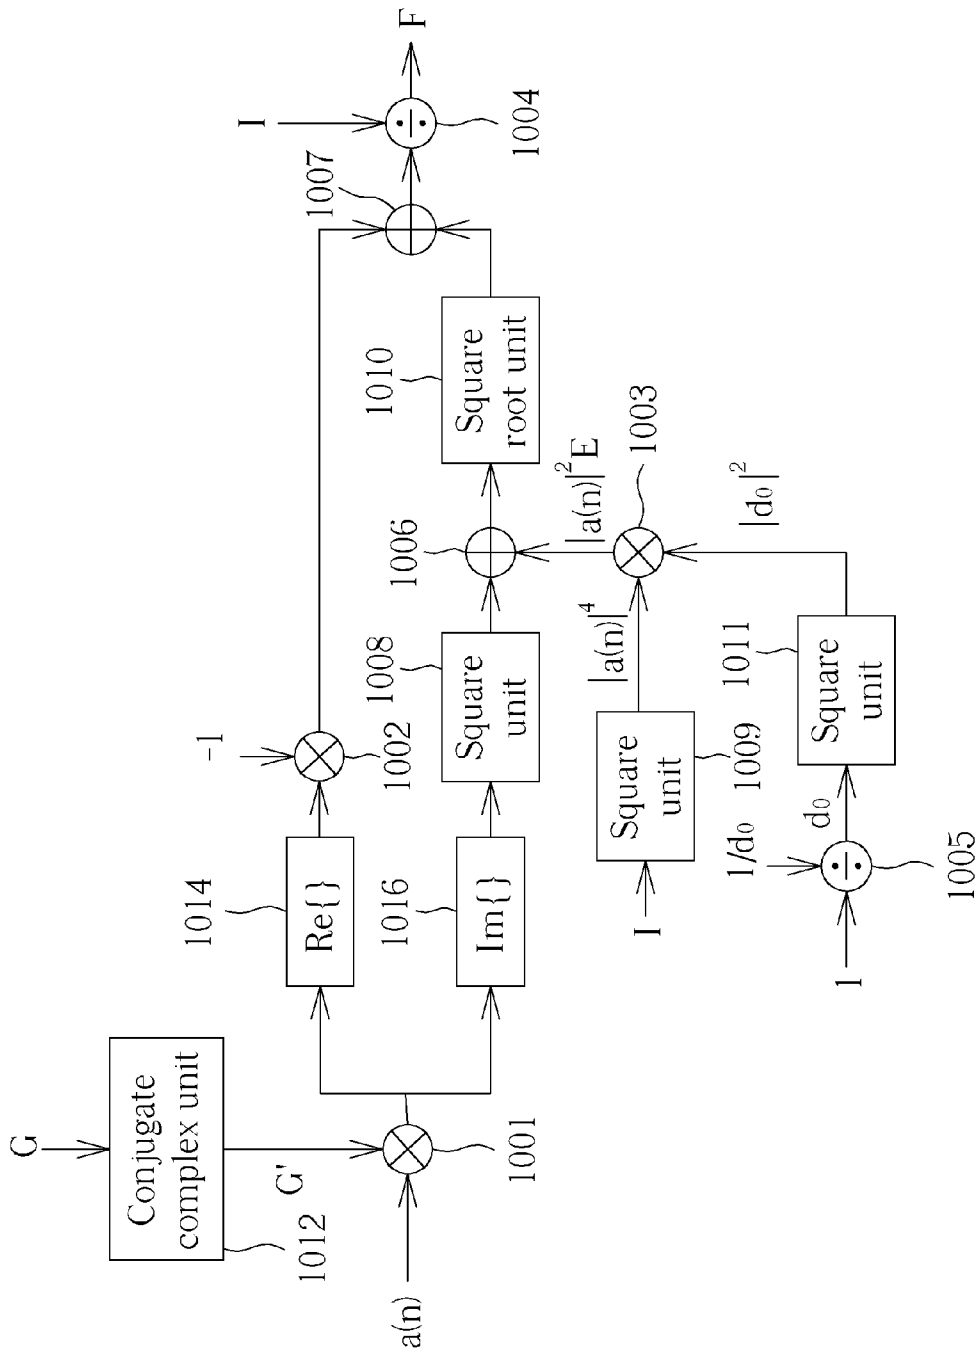 G
Conjugate
complex unit
1012
G'
a(n)
1001
1014
Re{}
1016
Im{}
-1
1002
1008
Square
unit
1006
1010
Square
root unit
1007
I
1004
F
|a(n)|²E
1003
|a(n)|⁴
I
Square
unit
1009
|d₀|²
1011
Square
unit
1/d₀
d₀
1
1005